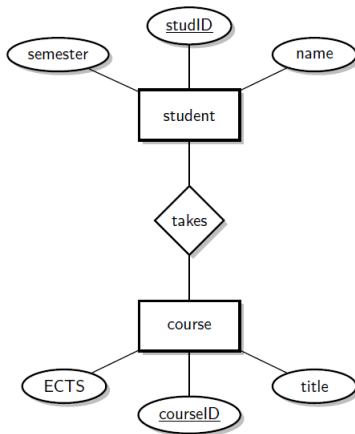 studID
semester
name
student
takes
course
ECTS
title
courseID